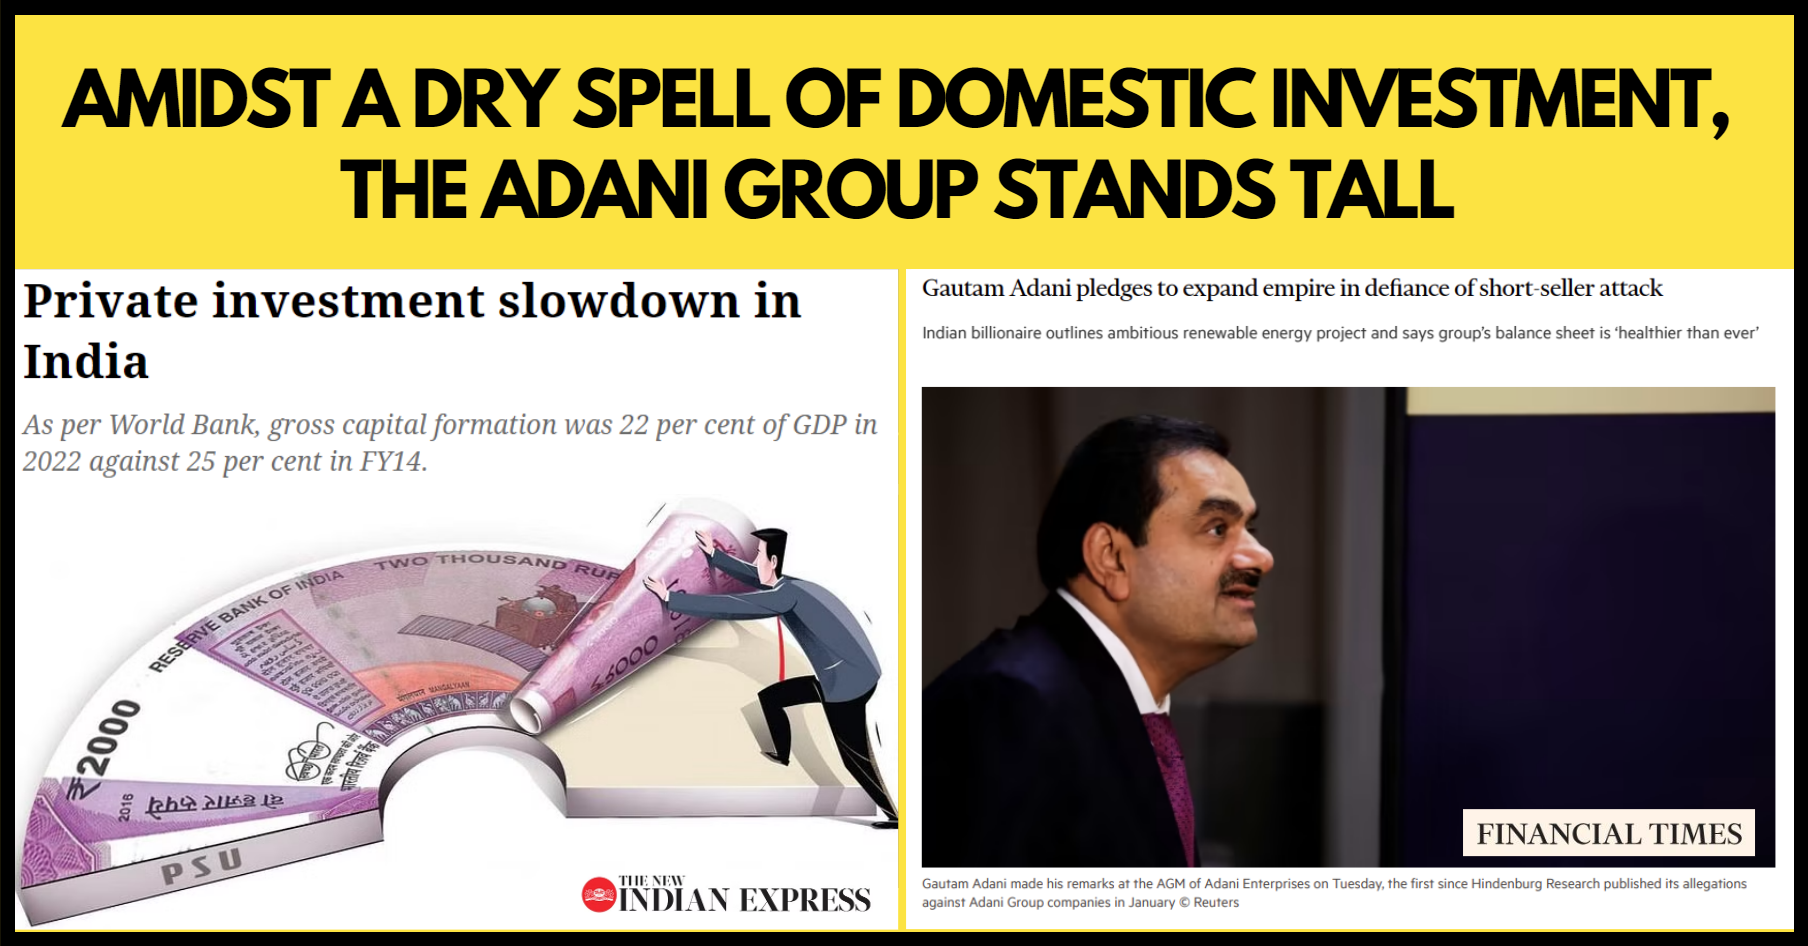 AMIDST A DRY SPELL OF DOMESTIC INVESTMENT,
THE ADANI GROUP STANDS TALL
Private investment slowdown in
India
As per World Bank, gross capital formation was 22 per cent of GDP in
2022 against 25 per cent in FY14.
RESERVE BANK OF INDIA
TWO THOUSAND RUP
MANGALYAAN
₹2000
2016
दो हज़ार रुपये
PSU
THE NEW
INDIAN EXPRESS
Gautam Adani pledges to expand empire in defiance of short-seller attack
Indian billionaire outlines ambitious renewable energy project and says group’s balance sheet is ‘healthier than ever’
FINANCIAL TIMES
Gautam Adani made his remarks at the AGM of Adani Enterprises on Tuesday, the first since Hindenburg Research published its allegations
against Adani Group companies in January © Reuters